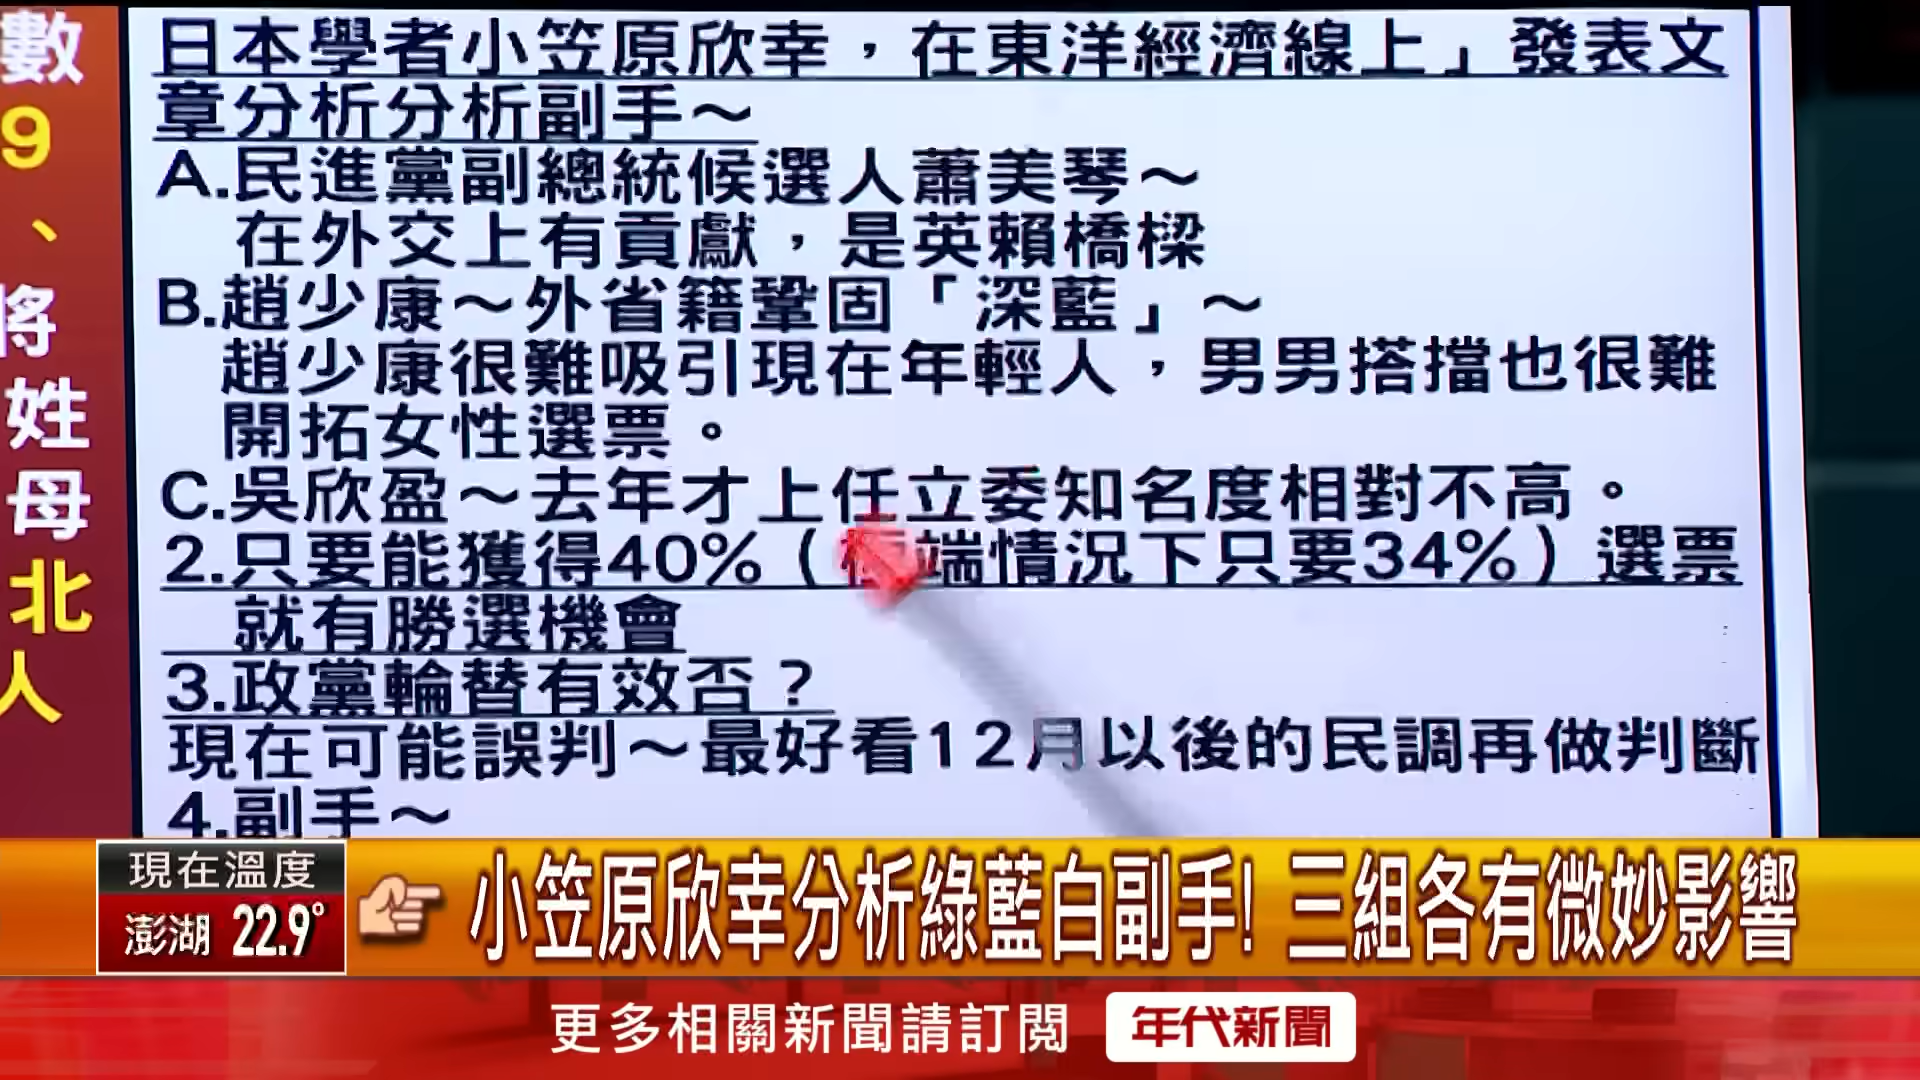 數
9
、
將
姓
母
北
人
日本學者小笠原欣幸，在東洋經濟線上」發表文
章分析分析副手～
A.民進黨副總統候選人蕭美琴～
在外交上有貢獻，是英賴橋樑
B.趙少康～外省籍鞏固「深藍」～
趙少康很難吸引現在年輕人，男男搭擋也很難
開拓女性選票。
C.吳欣盈～去年才上任立委知名度相對不高。
2.只要能獲得40%（極端情況下只要34%）選票
就有勝選機會
3.政黨輪替有效否？
現在可能誤判～最好看12月以後的民調再做判斷
4.副手～
現在溫度
澎湖 22.9°
小笠原欣幸分析綠藍白副手! 三組各有微妙影響
更多相關新聞請訂閱 年代新聞